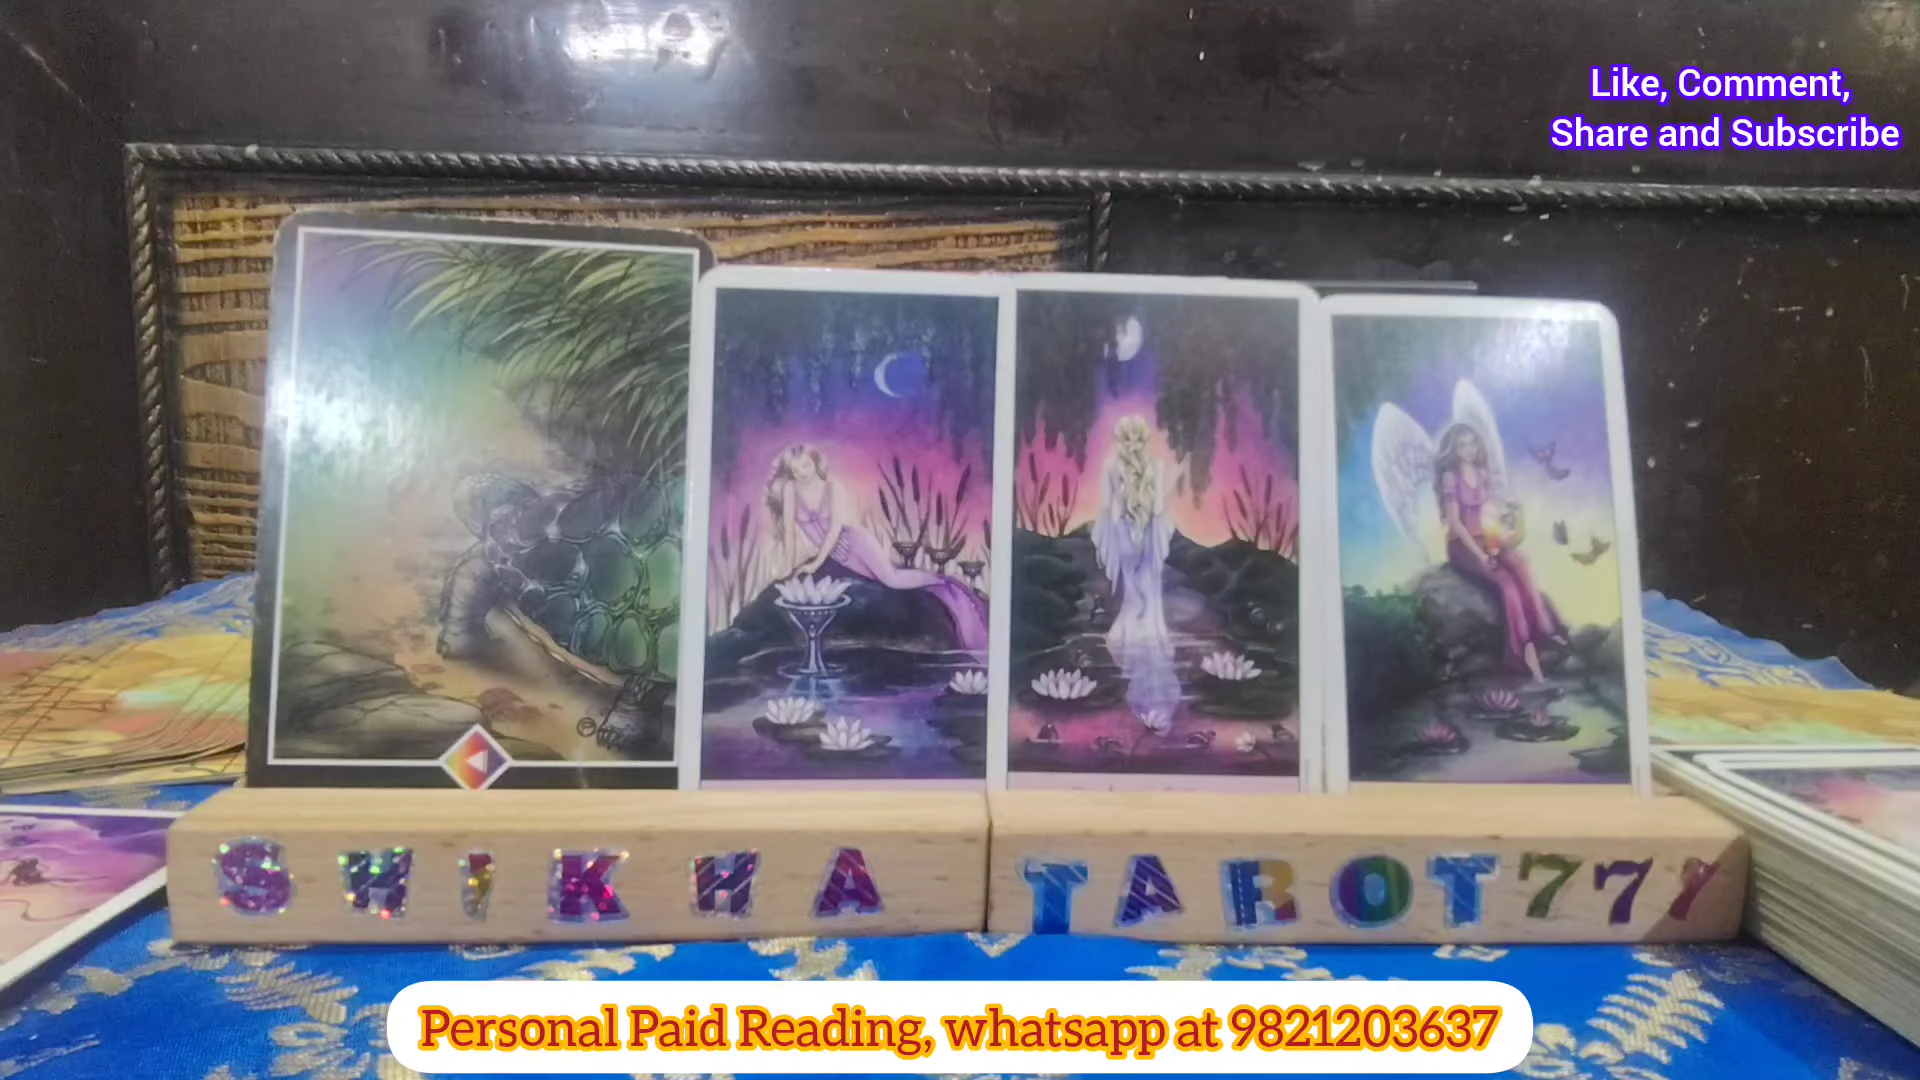 Like, Comment,
Share and Subscribe
SHIKHA TAROT777
Personal Paid Reading, whatsapp at 9821203637